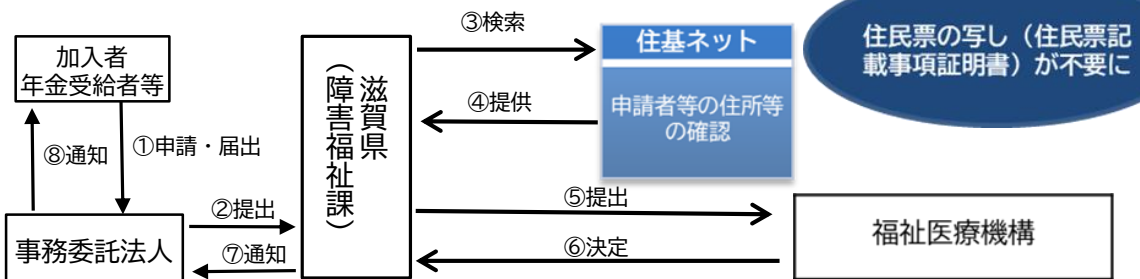 加入者
年金受給者等
⑧通知
①申請・届出
事務委託法人
②提出
⑦通知
滋賀県
（障害福祉課）
③検索
④提供
住基ネット
申請者等の住所等
の確認
住民票の写し（住民票記
載事項証明書）が不要に
⑤提出
⑥決定
福祉医療機構